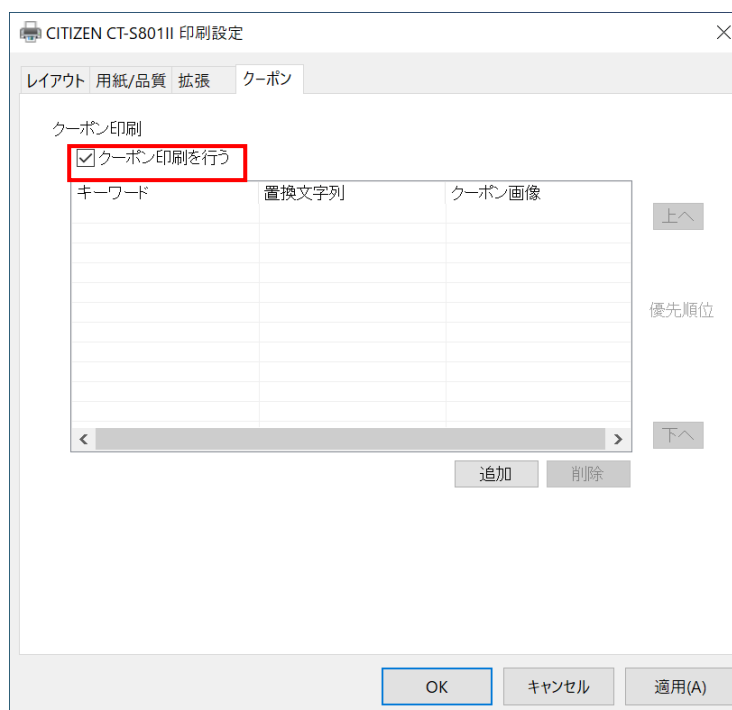 CITIZEN CT-S801II 印刷設定
レイアウト 用紙/品質 拡張 クーポン
クーポン印刷
クーポン印刷を行う
キーワード 置換文字列 クーポン画像
上へ
優先順位
下へ
追加 削除
OK キャンセル 適用(A)